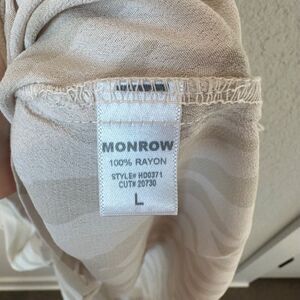 MONROW
100% RAYON
STYLE# HD0371
CUT# 20730
L